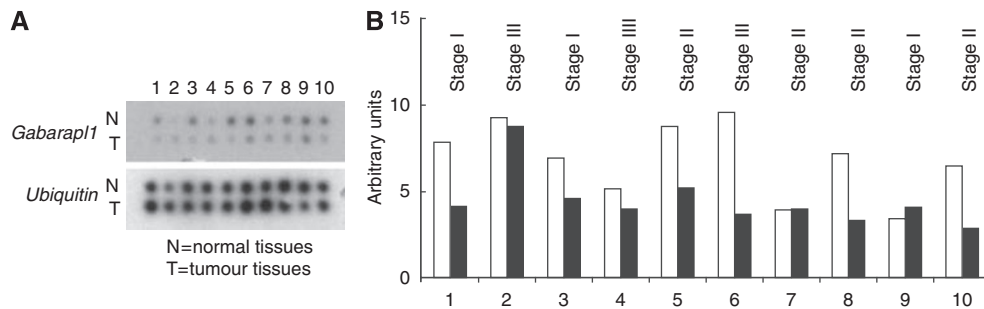 A
1 2 3 4 5 6 7 8 9 10
N
Gabarapl1
T
N
Ubiquitin
T
N=normal tissues
T=tumour tissues
B
15
10
5
0
Arbitrary units
Stage I
Stage III
Stage I
Stage IIII
Stage II
Stage III
Stage II
Stage II
Stage I
Stage II
1 2 3 4 5 6 7 8 9 10